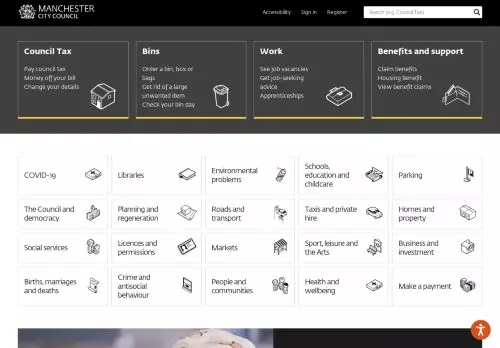 MANCHESTER
CITY COUNCIL
Accessibility Sign in Register
Search (e.g. Council Tax)
Council Tax
Pay council tax
Money off your bill
Change your details
Bins
Order a bin, box or
bags
Get rid of a large
unwanted item
Check your bin day
Work
See job vacancies
Get job-seeking
advice
Apprenticeships
Benefits and support
Claim benefits
Housing Benefit
View benefit claims
COVID-19
Libraries
Environmental
problems
Schools,
education and
childcare
Parking
The Council and
democracy
Planning and
regeneration
Roads and
transport
Taxis and private
hire
Homes and
property
Social services
Licences and
permissions
Markets
Sport, leisure and
the Arts
Business and
investment
Births, marriages
and deaths
Crime and
antisocial
behaviour
People and
communities
Health and
wellbeing
Make a payment